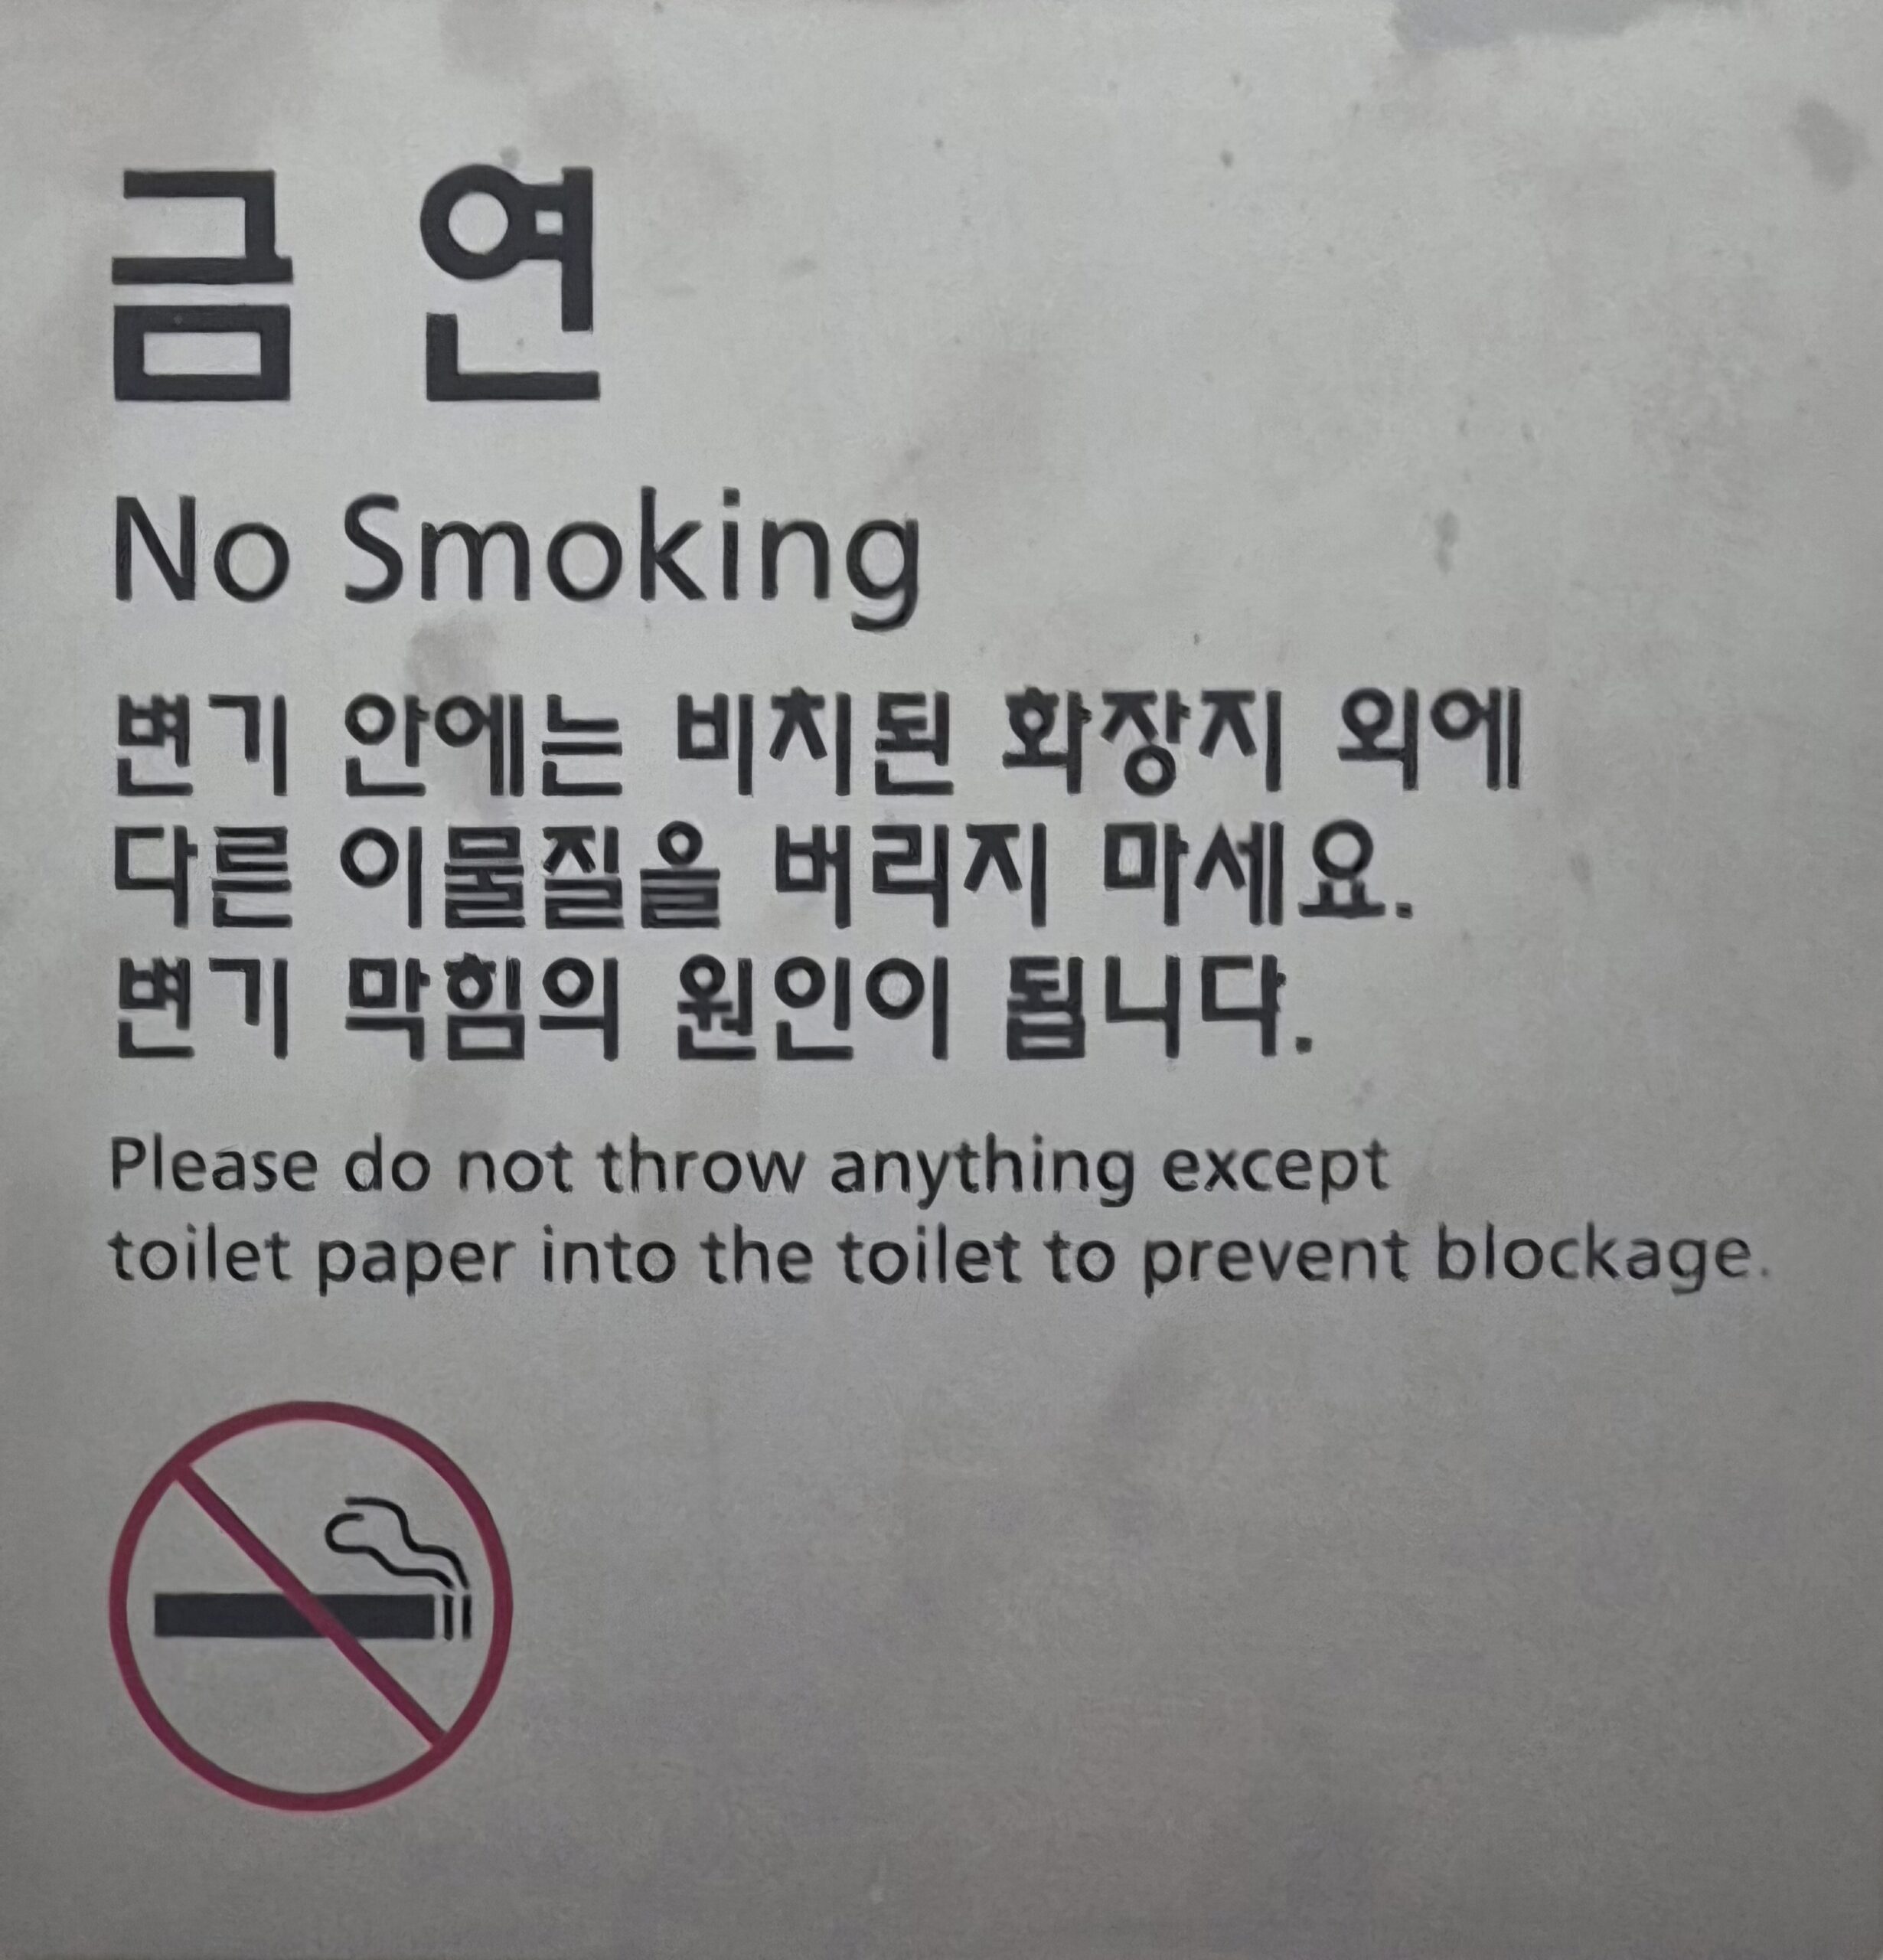 금 연
No Smoking
변기 안에는 비치된 화장지 외에
다른 이물질을 버리지 마세요.
변기 막힘의 원인이 됩니다.
Please do not throw anything except
toilet paper into the toilet to prevent blockage.